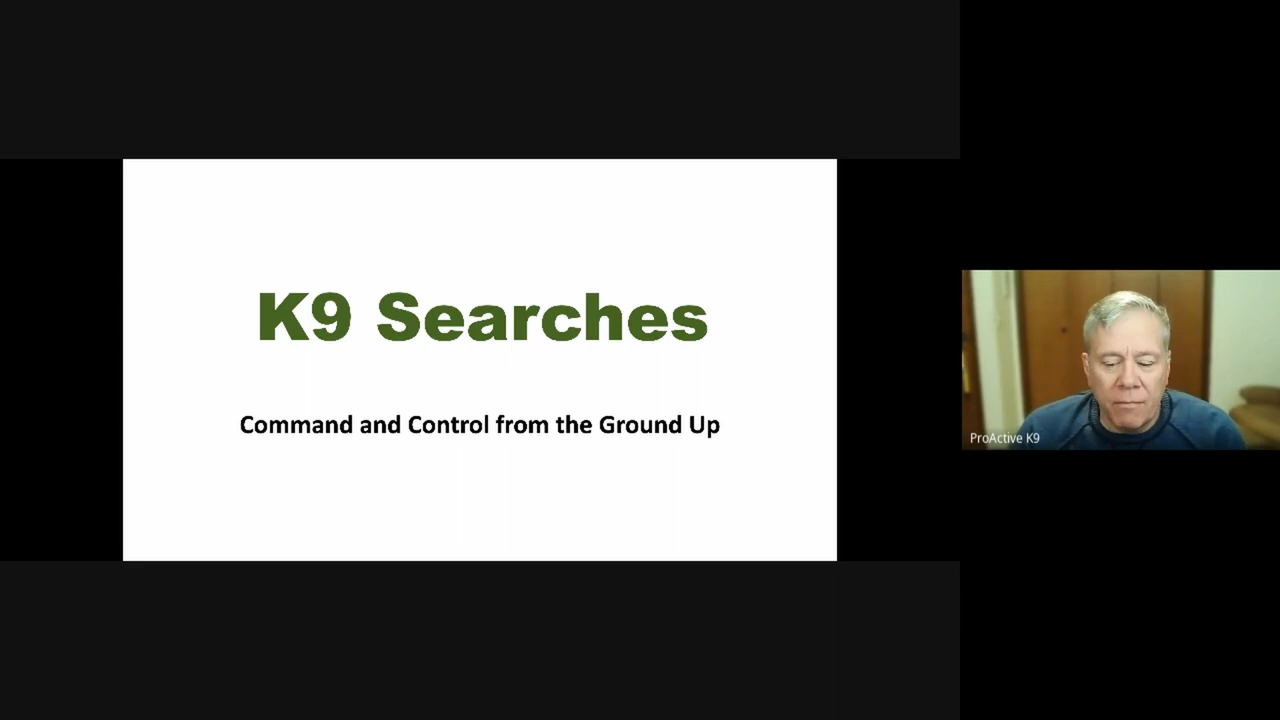 K9 Searches
Command and Control from the Ground Up
ProActive K9